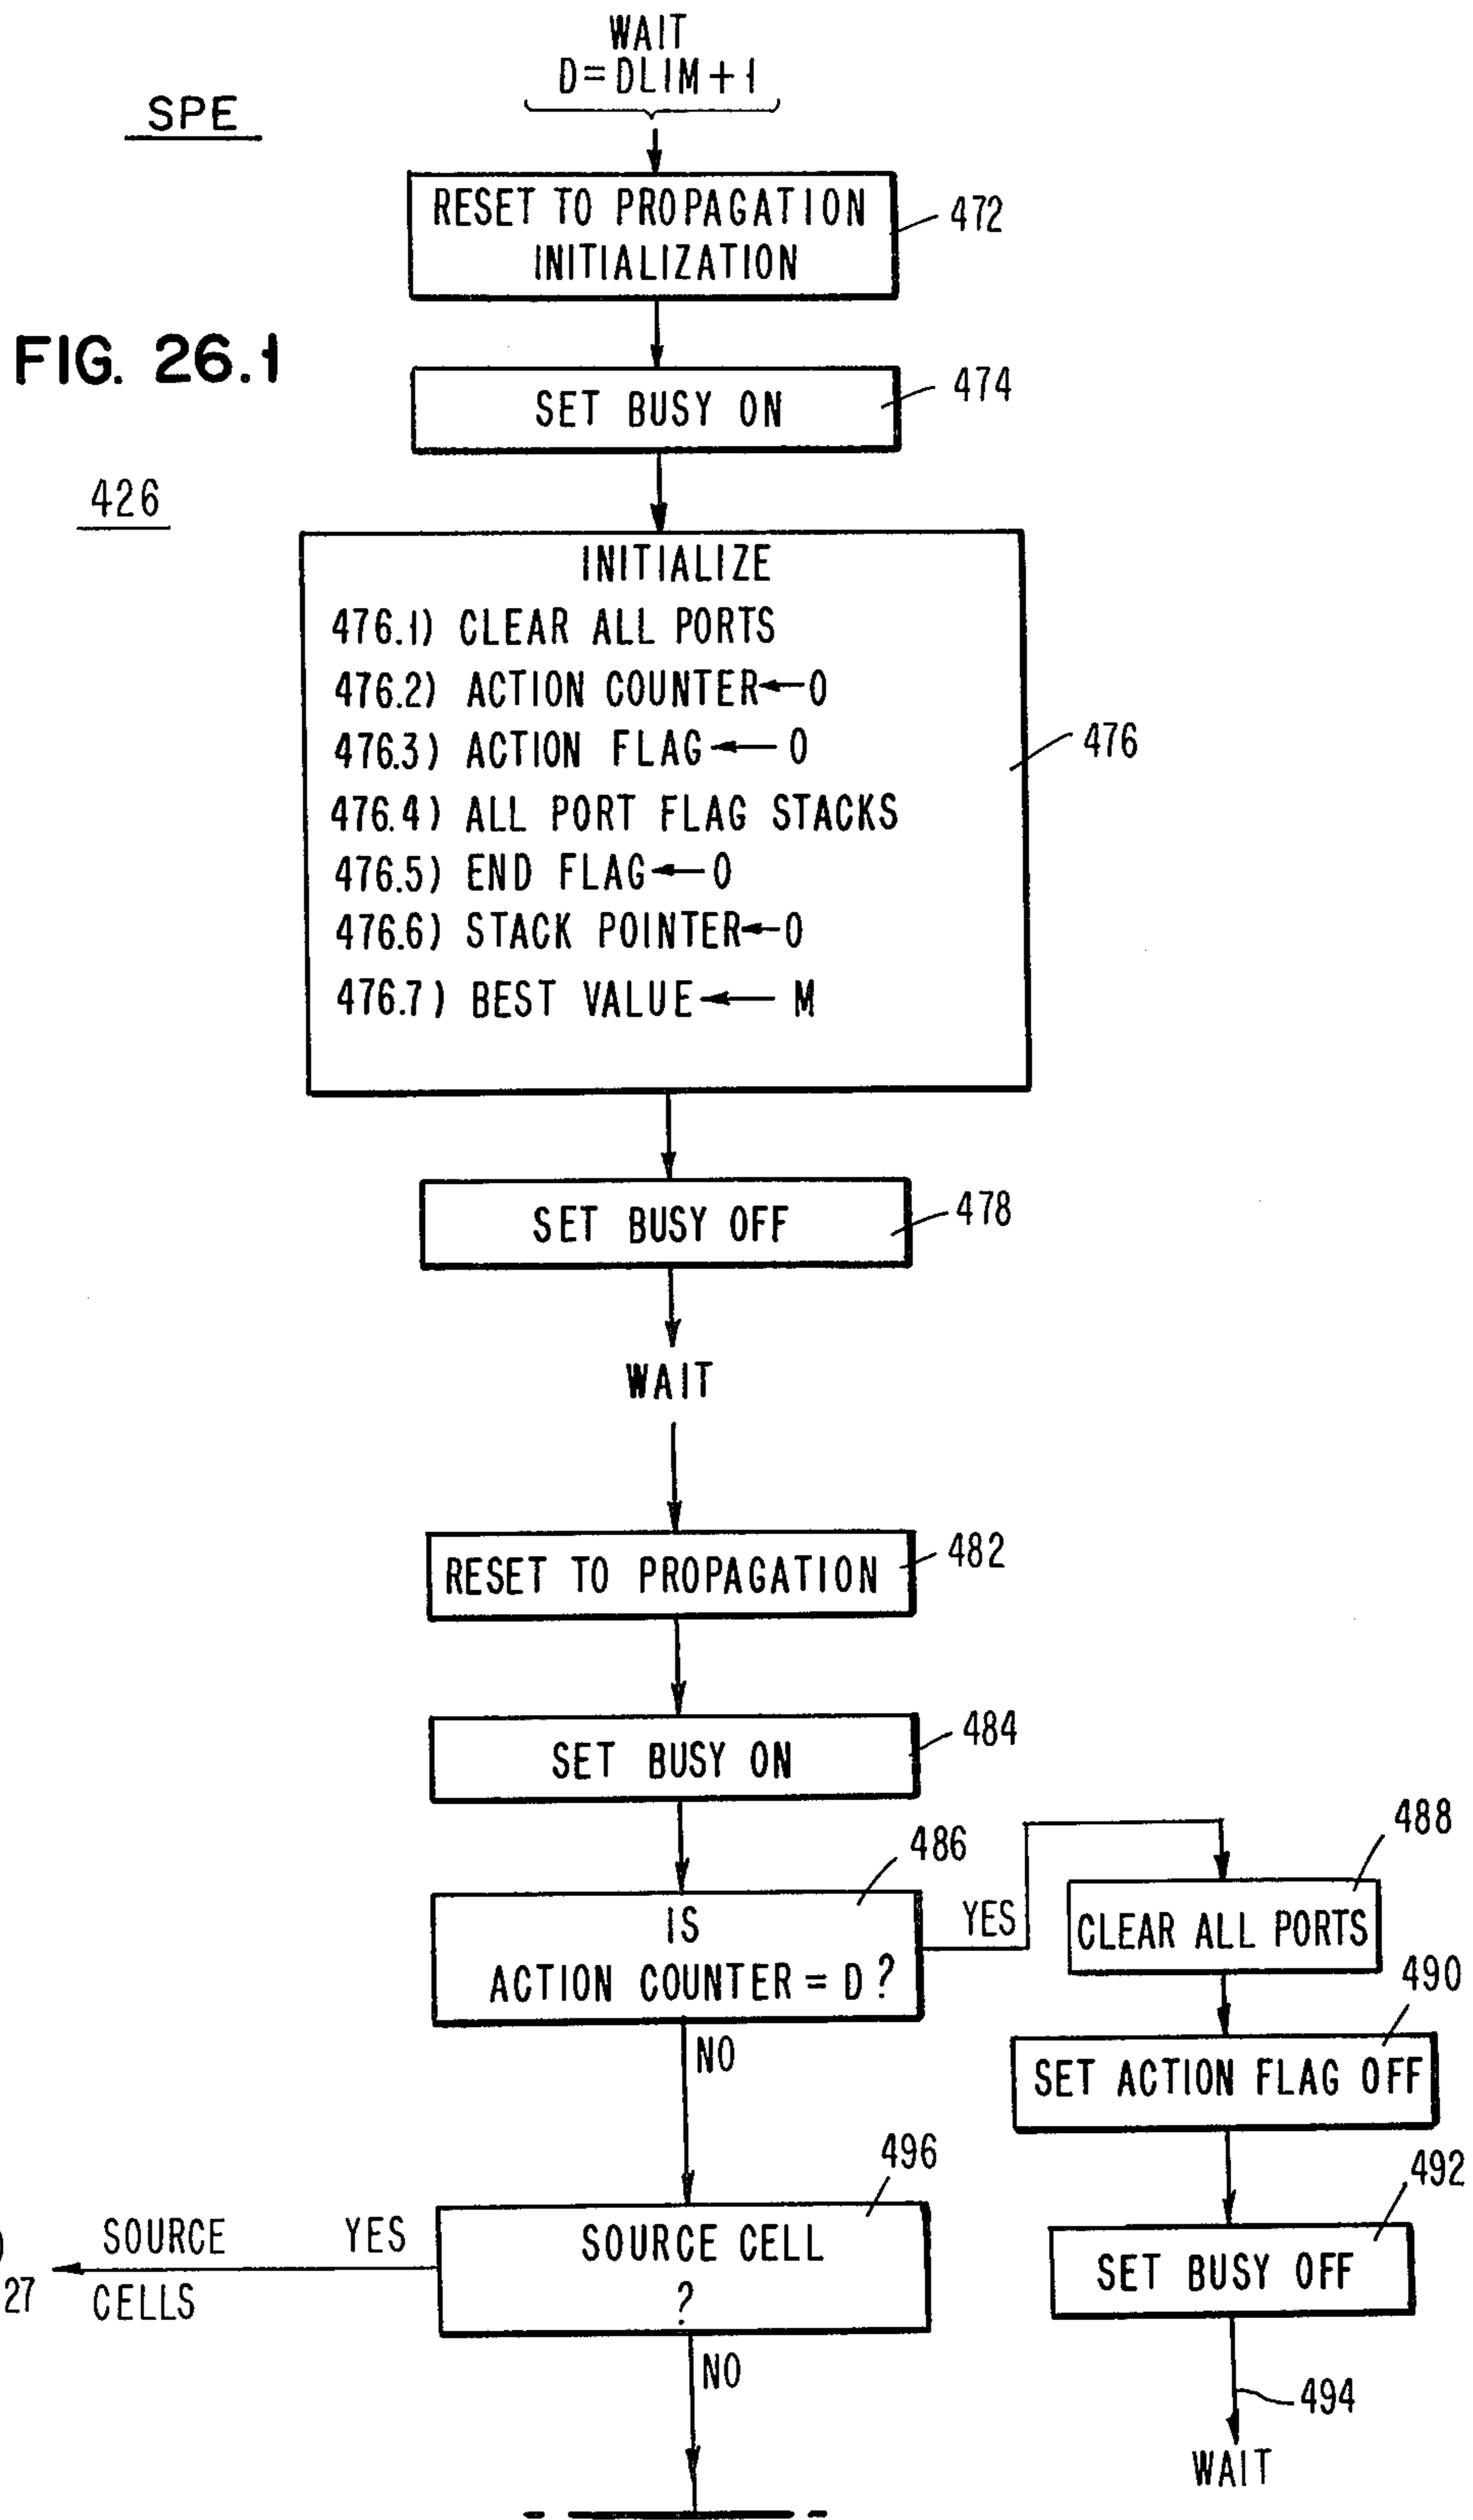 WAIT
D=DLIM+1
SPE
RESET TO PROPAGATION
INITIALIZATION
472
FIG. 26.1
SET BUSY ON
474
426
INITIALIZE
476.1) CLEAR ALL PORTS
476.2) ACTION COUNTER←0
476.3) ACTION FLAG←0
476.4) ALL PORT FLAG STACKS
476.5) END FLAG←0
476.6) STACK POINTER←0
476.7) BEST VALUE← M
476
SET BUSY OFF
478
WAIT
RESET TO PROPAGATION
482
SET BUSY ON
484
486
IS
ACTION COUNTER = D?
YES
NO
488
CLEAR ALL PORTS
490
SET ACTION FLAG OFF
492
SET BUSY OFF
494
WAIT
496
SOURCE CELL
?
YES
SOURCE
CELLS
27
NO